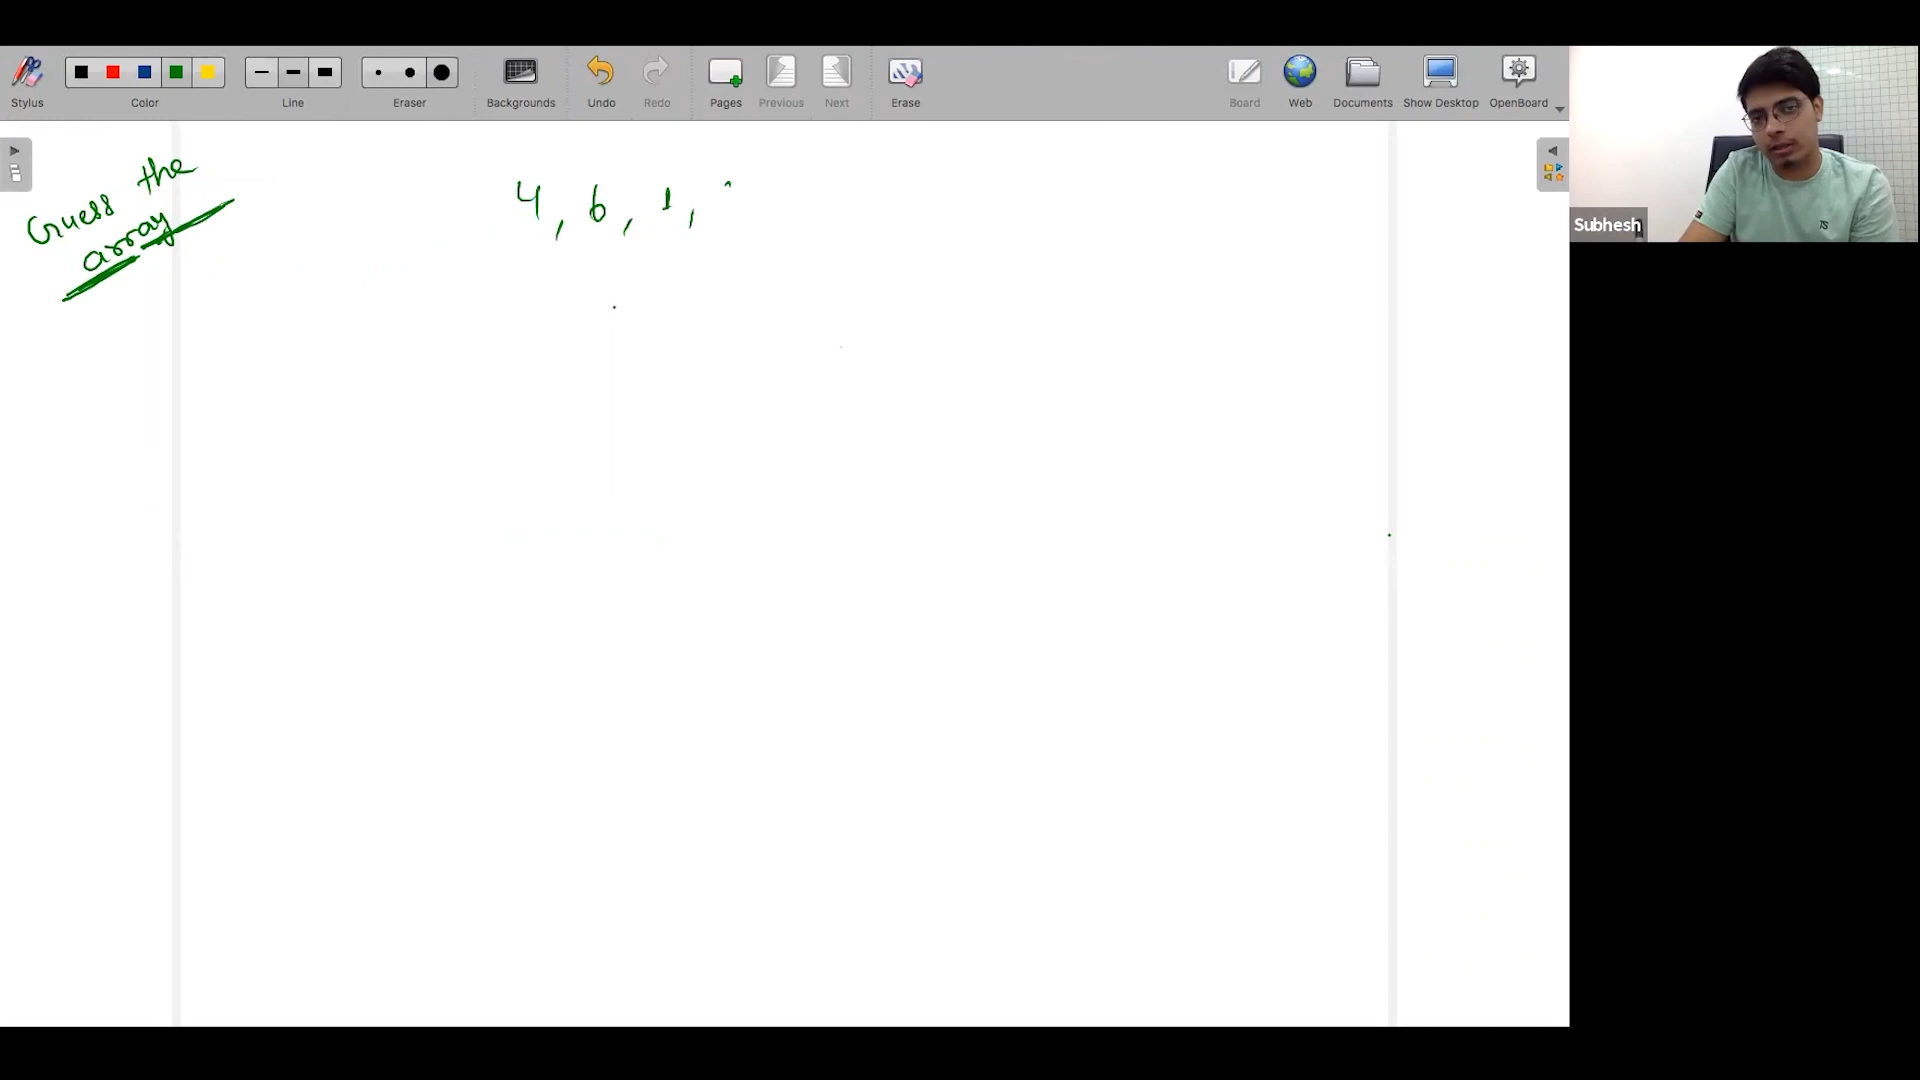 Stylus
Color
Line
Eraser
Backgrounds
Undo
Redo
Pages
Previous
Next
Erase
Board
Web
Documents
Show Desktop
OpenBoard
Guess the
array
4, 6, 1,
Subhesh
TS